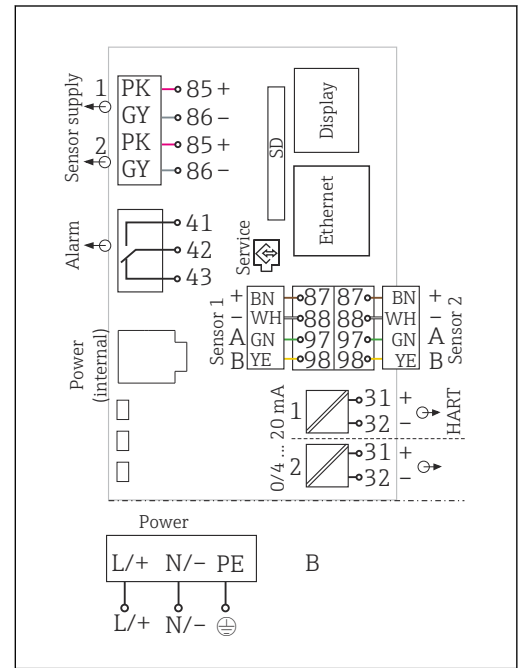 Sensor supply
1
PK
85 +
GY
86 –
2
PK
85 +
GY
86 –
Display
SD
Ethernet
Alarm
41
42
43
Service
Sensor 1
+ BN 87 87 BN +
– WH 88 88 WH –
A GN 97 97 GN A
B YE 98 98 YE B
Sensor 2
Power
(internal)
0/4 ... 20 mA
1
31 +
32 –
HART
2
31 +
32 –
Power
L/+ N/– PE
B
L/+ N/–